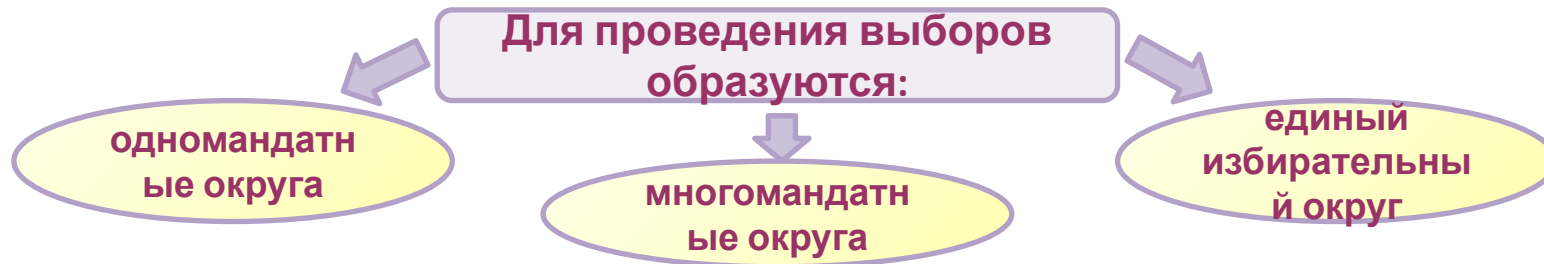 Для проведения выборов
образуются:
одномандатн
ые округа
многомандатн
ые округа
единый
избирательны
й округ